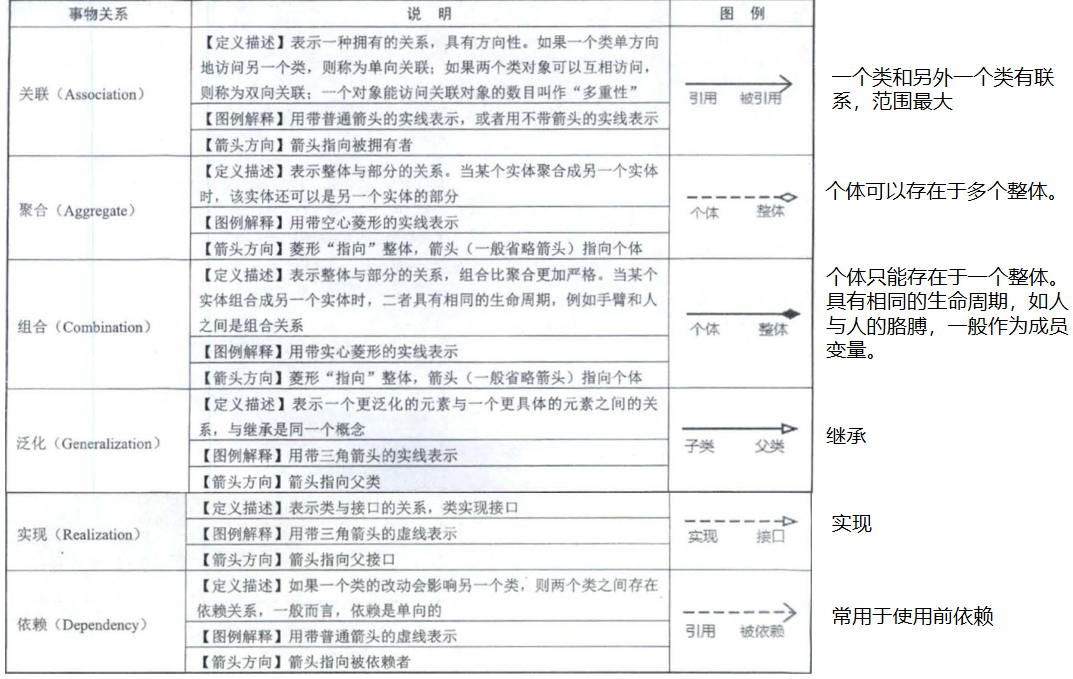 事物关系 说 明 图 例
关联（Association）
【定义描述】表示一种拥有的关系，具有方向性。如果一个类单方向
地访问另一个类，则称为单向关联；如果两个类对象可以互相访问，
则称为双向关联；一个对象能访问关联对象的数目叫作“多重性”
【图例解释】用带普通箭头的实线表示，或者用不带箭头的实线表示
【箭头方向】箭头指向被拥有者
引用 被引用
一个类和另外一个类有联
系，范围最大
聚合（Aggregate）
【定义描述】表示整体与部分的关系。当某个实体聚合成另一个实体
时，该实体还可以是另一个实体的部分
【图例解释】用带空心菱形的实线表示
【箭头方向】菱形“指向”整体，箭头（一般省略箭头）指向个体
个体 整体
个体可以存在于多个整体。
组合（Combination）
【定义描述】表示整体与部分的关系，组合比聚合更加严格。当某个
实体组合成另一个实体时，二者具有相同的生命周期，例如手臂和人
之间是组合关系
【图例解释】用带实心菱形的实线表示
【箭头方向】菱形“指向”整体，箭头（一般省略箭头）指向个体
个体 整体
个体只能存在于一个整体。
具有相同的生命周期，如人
与人的胳膊，一般作为成员
变量。
泛化（Generalization）
【定义描述】表示一个更泛化的元素与一个更具体的元素之间的关
系，与继承是同一个概念
【图例解释】用带三角箭头的实线表示
【箭头方向】箭头指向父类
子类 父类
继承
实现（Realization）
【定义描述】表示类与接口的关系，类实现接口
【图例解释】用带三角箭头的虚线表示
【箭头方向】箭头指向父接口
实现 接口
实现
依赖（Dependency）
【定义描述】如果一个类的改动会影响另一个类，则两个类之间存在
依赖关系，一般而言，依赖是单向的
【图例解释】用带普通箭头的虚线表示
【箭头方向】箭头指向被依赖者
引用 被依赖
常用于使用前依赖